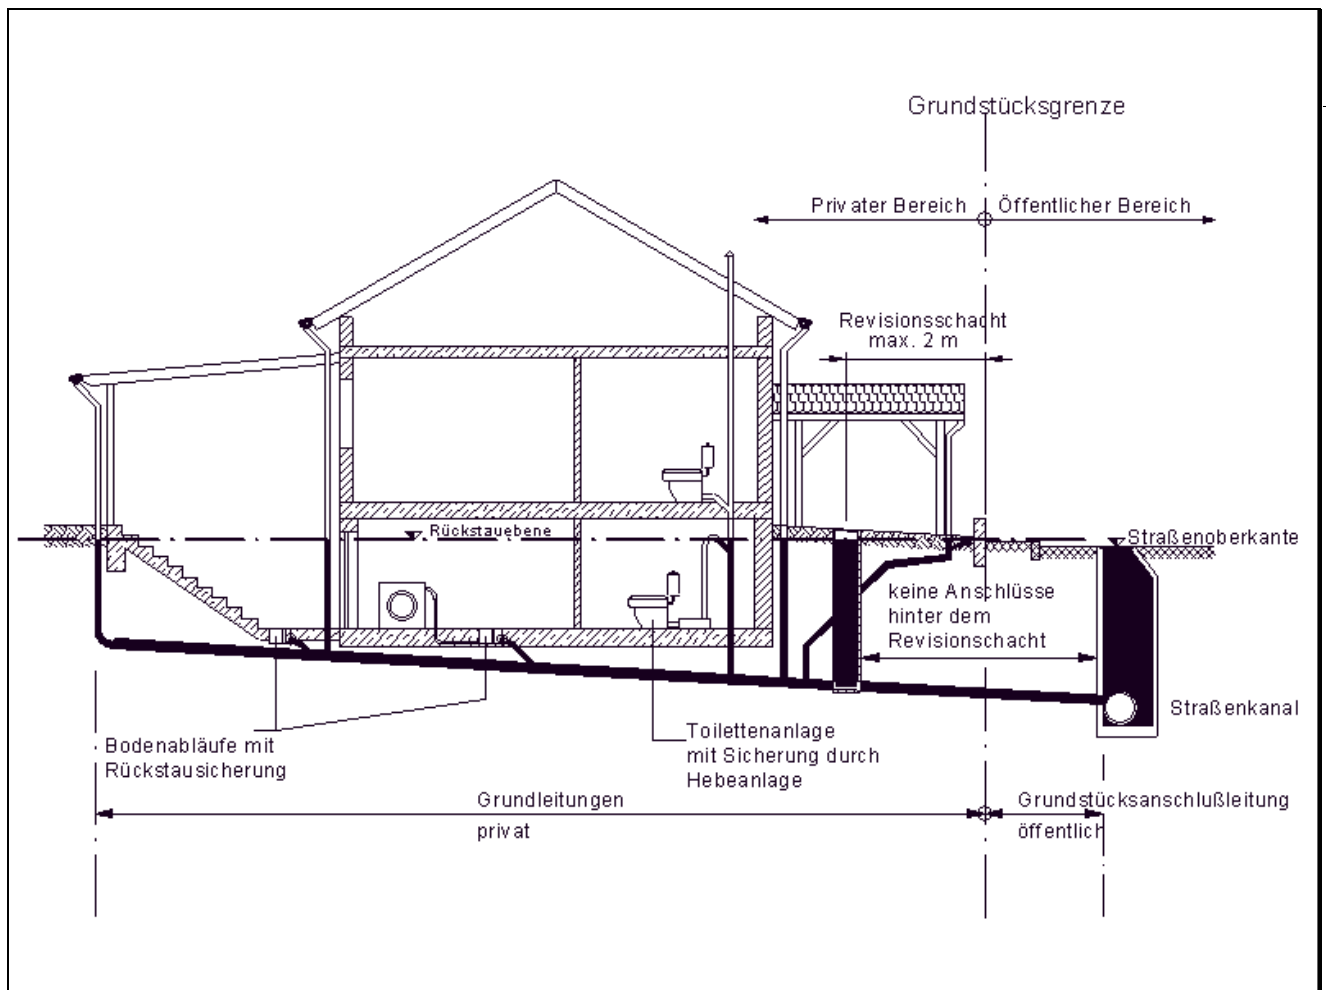 Grundstücksgrenze
Privater Bereich
Öffentlicher Bereich
Revisionsschacht
max. 2 m
Rückstauebene
Straßenoberkante
keine Anschlüsse
hinter dem
Revisionschacht
Straßenkanal
Bodenabläufe mit
Rückstausicherung
Toilettenanlage
mit Sicherung durch
Hebeanlage
Grundleitungen
privat
Grundstücksanschlußleitung
öffentlich